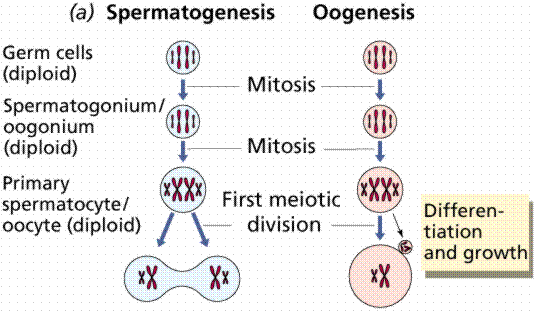 (a) Spermatogenesis Oogenesis
Germ cells
(diploid)
Mitosis
Spermatogonium/
oogonium
(diploid)
Mitosis
Primary
spermatocyte/
oocyte (diploid)
First meiotic
division
Differen-
tiation
and growth